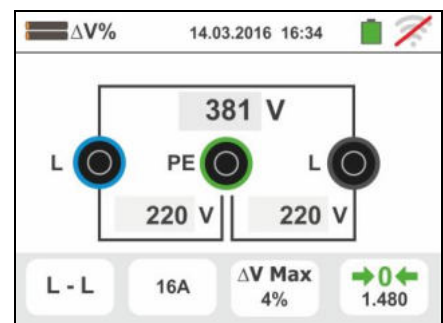 ΔV% 14.03.2016 16:34
381 V
L PE L
220 V 220 V
L - L 16A ΔV Max 4% →0← 1.480